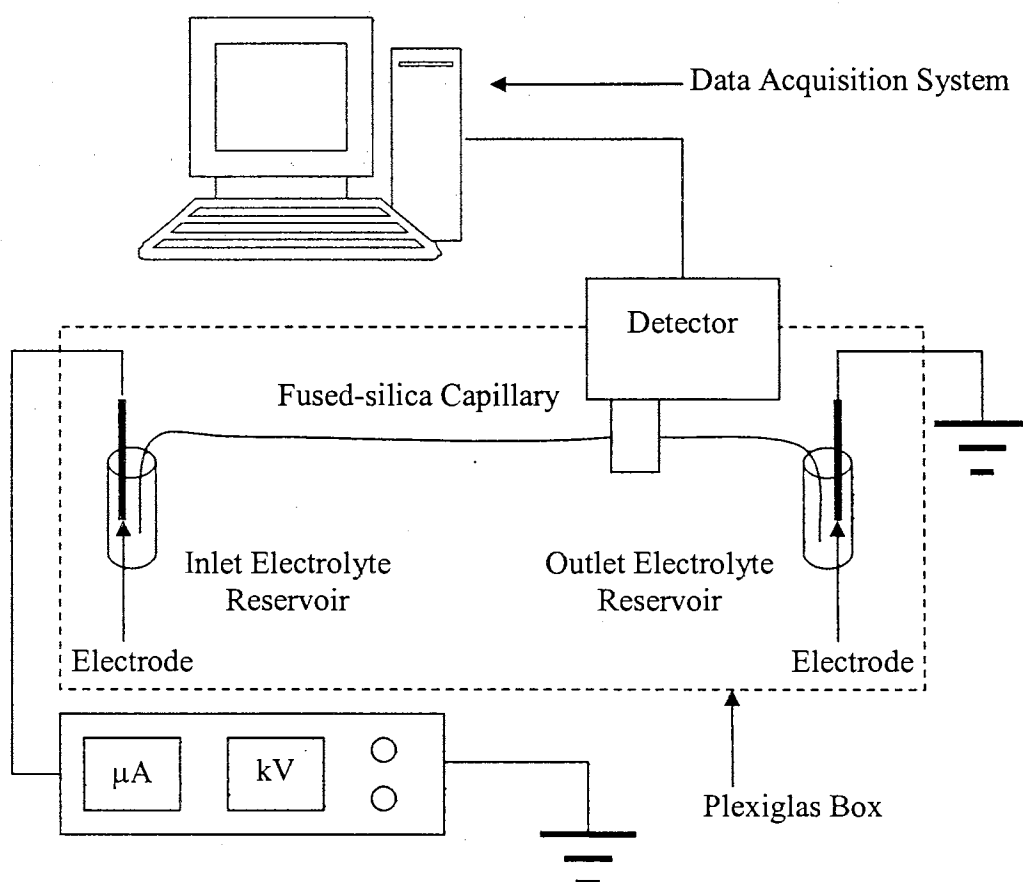 Data Acquisition System
Detector
Fused-silica Capillary
Inlet Electrolyte
Reservoir
Outlet Electrolyte
Reservoir
Electrode
Electrode
µA
kV
Plexiglas Box